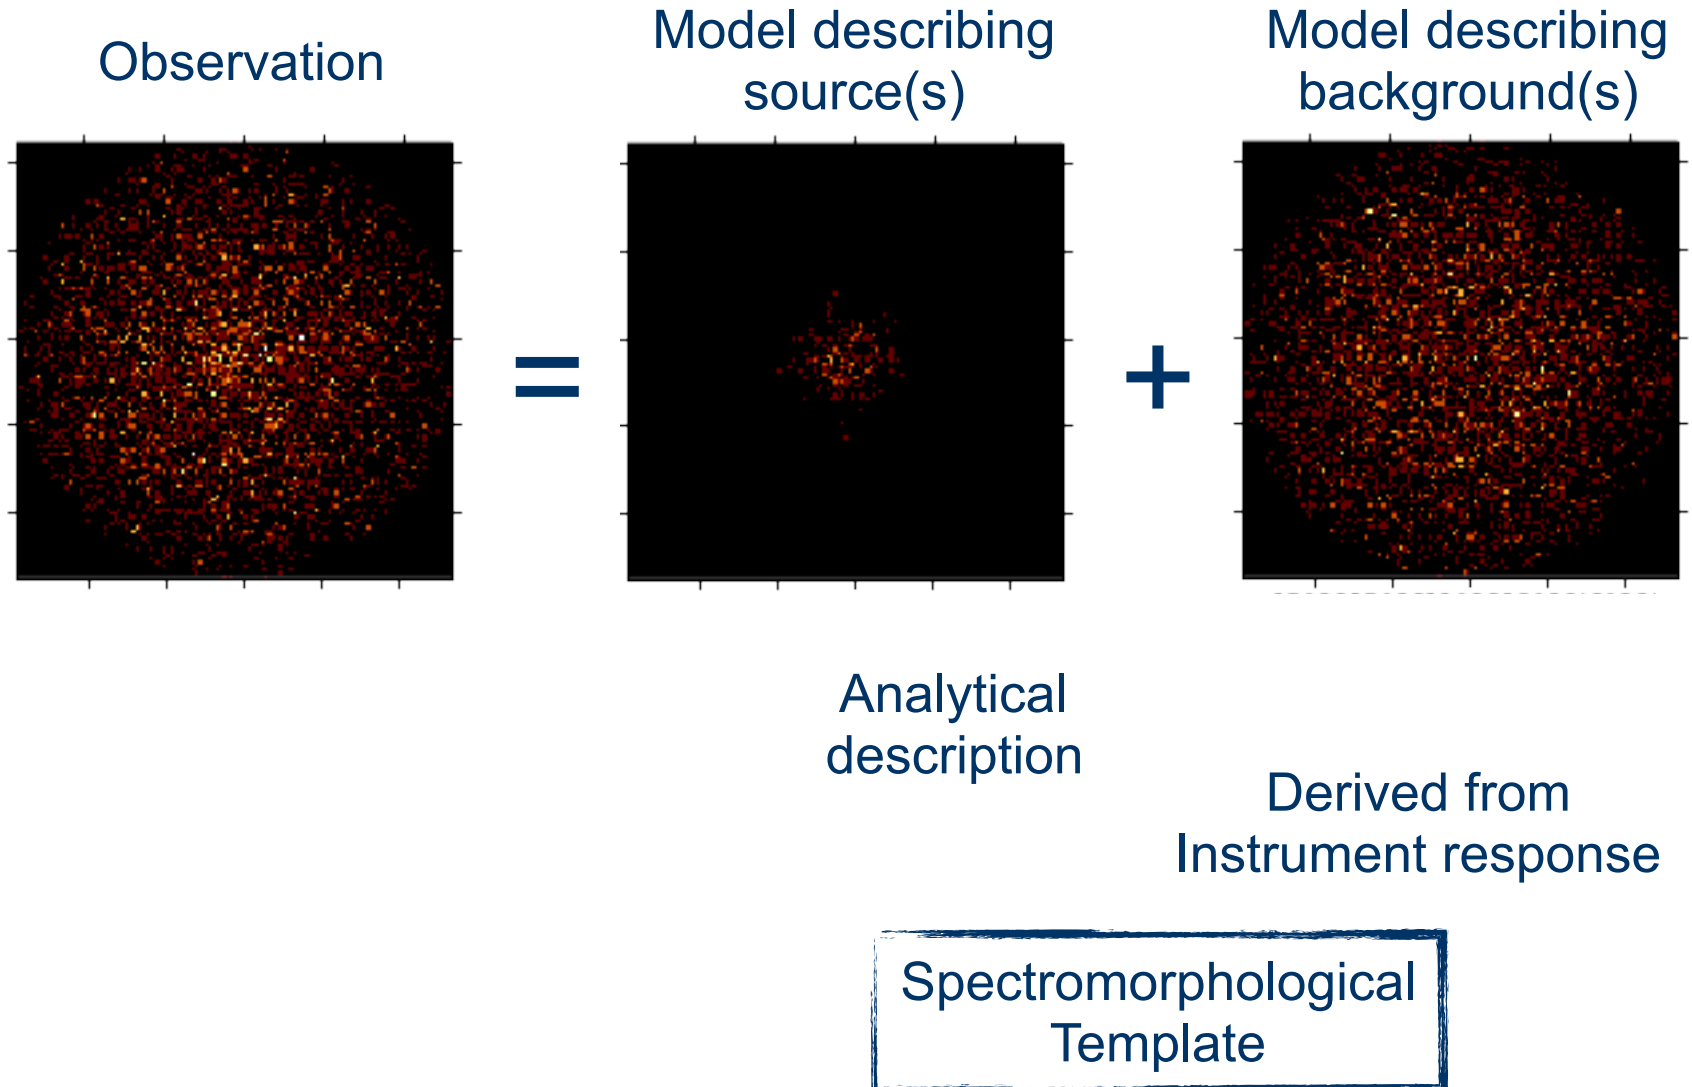 Observation
Model describing
source(s)
Model describing
background(s)
=
+
Analytical
description
Derived from
Instrument response
Spectromorphological
Template